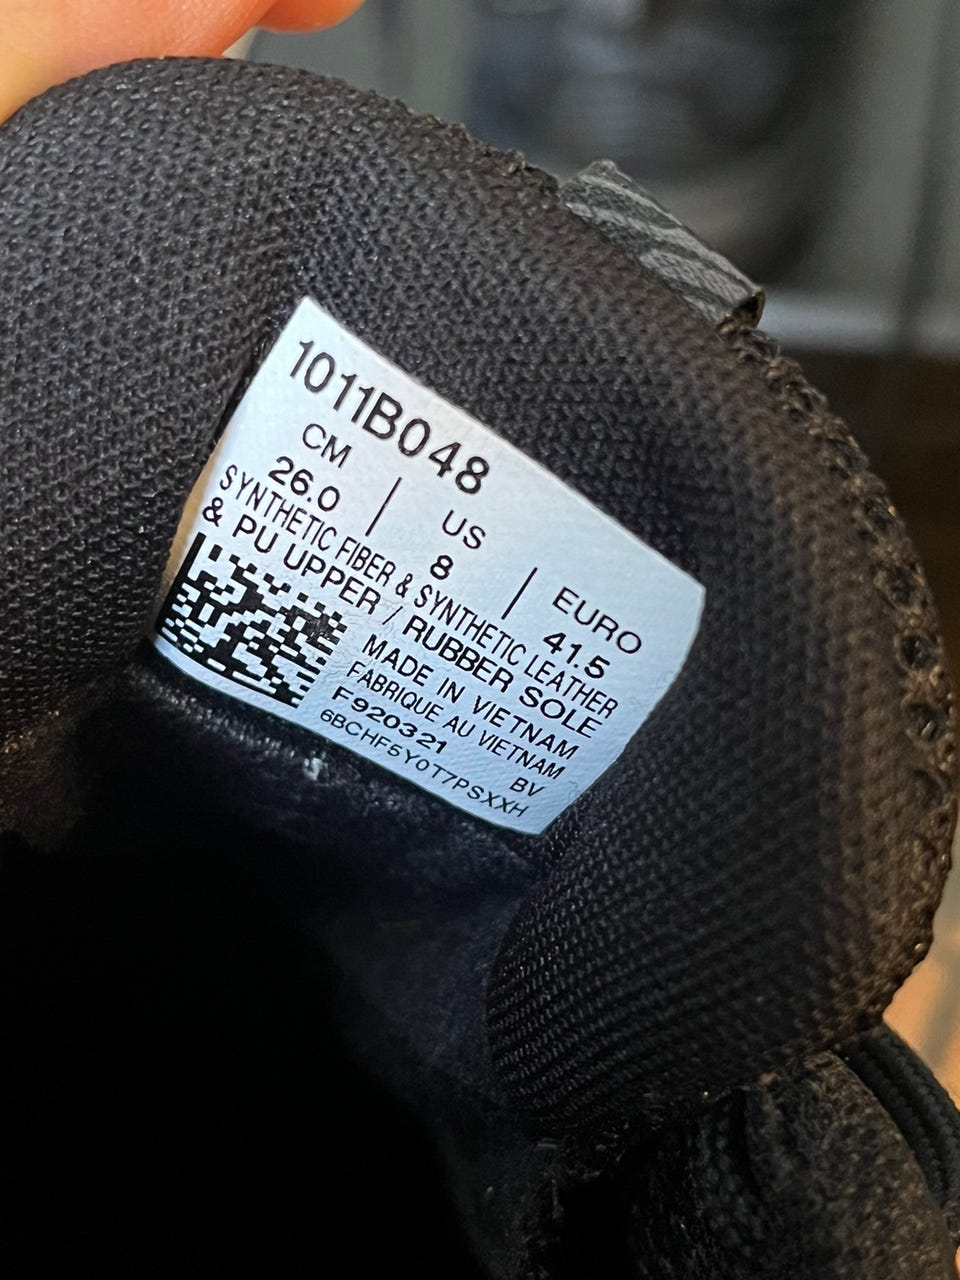 1011B048
CM | US | EURO
26.0 8 41.5
SYNTHETIC FIBER & SYNTHETIC LEATHER
& PU UPPER / RUBBER SOLE
MADE IN VIETNAM
FABRIQUE AU VIETNAM
F920321 BV
6BCHF5Y0T7PSXXH